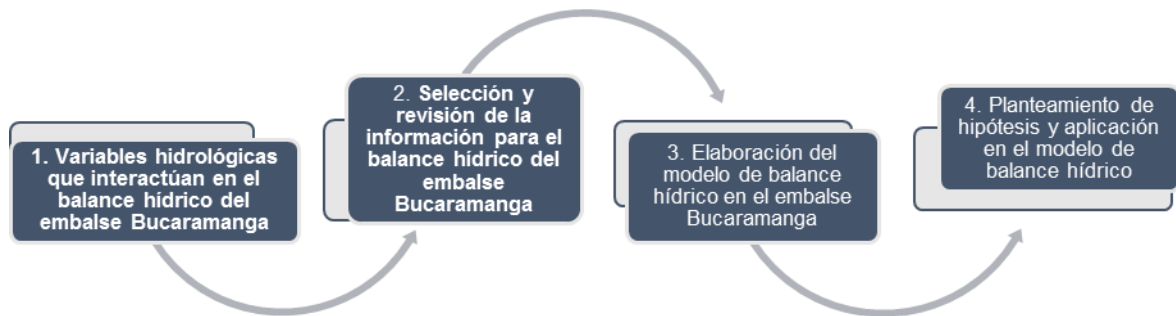 1. Variables hidrológicas
que interactúan en el
balance hídrico del
embalse Bucaramanga
2. Selección y
revisión de la
información para el
balance hídrico del
embalse
Bucaramanga
3. Elaboración del
modelo de balance
hídrico en el embalse
Bucaramanga
4. Planteamiento de
hipótesis y aplicación
en el modelo de
balance hídrico